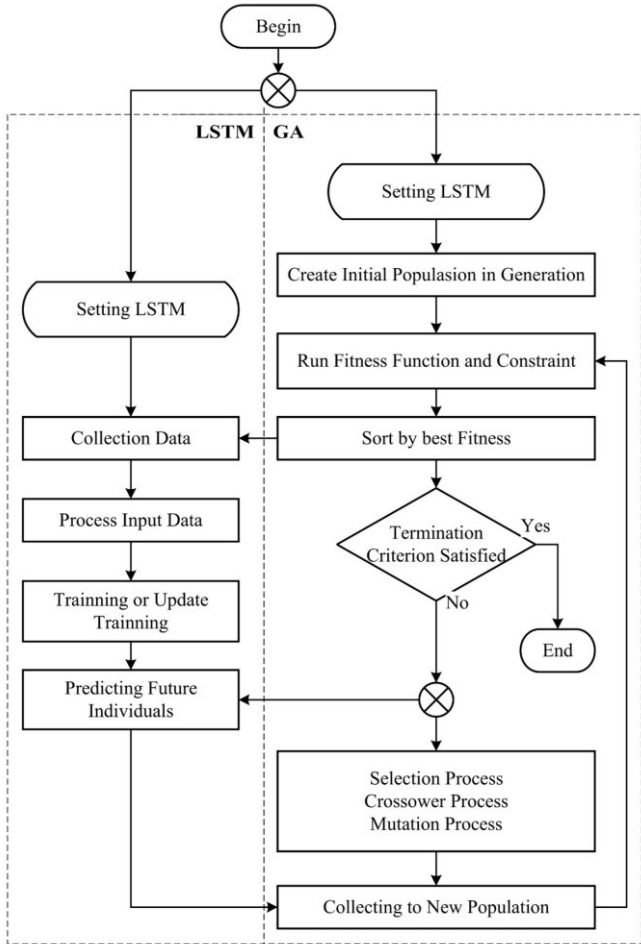 Begin
LSTM GA
Setting LSTM
Create Initial Populasion in Generation
Setting LSTM
Run Fitness Function and Constraint
Collection Data
Sort by best Fitness
Process Input Data
Termination
Criterion Satisfied
Yes
No
Trainning or Update
Trainning
End
Predicting Future
Individuals
Selection Process
Crossower Process
Mutation Process
Collecting to New Population